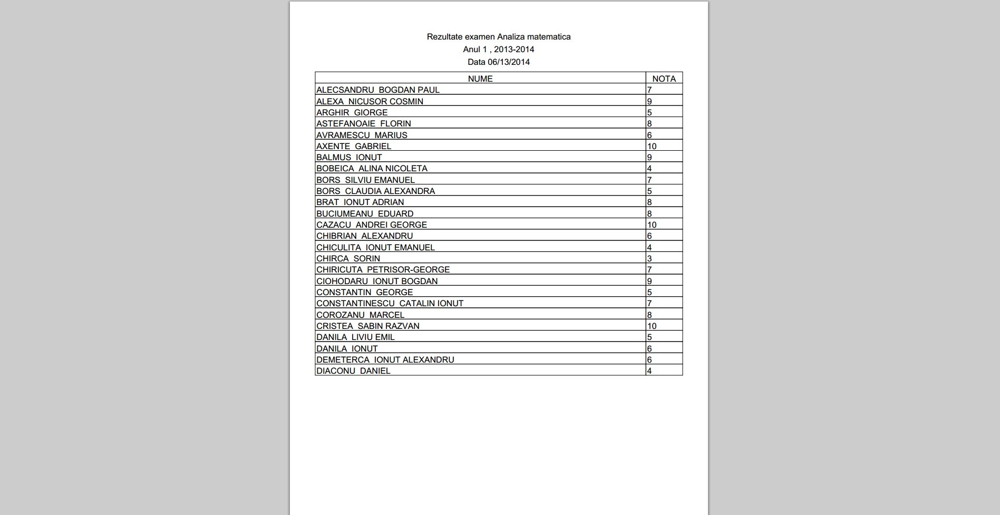 Rezultate examen Analiza matematica
Anul 1 , 2013-2014
Data 06/13/2014
NUME NOTA
ALECSANDRU  BOGDAN PAUL 7
ALEXA  NICUSOR COSMIN 9
ARGHIR  GIORGE 5
ASTEFANOAIE  FLORIN 8
AVRAMESCU  MARIUS 6
AXENTE  GABRIEL 10
BALMUS  IONUT 9
BOBEICA  ALINA NICOLETA 4
BORS  SILVIU EMANUEL 7
BORS  CLAUDIA ALEXANDRA 5
BRAT  IONUT ADRIAN 8
BUCIUMEANU  EDUARD 8
CAZACU  ANDREI GEORGE 10
CHIBRIAN  ALEXANDRU 6
CHICULITA  IONUT EMANUEL 4
CHIRCA  SORIN 3
CHIRICUTA  PETRISOR-GEORGE 7
CIOHODARU  IONUT BOGDAN 9
CONSTANTIN  GEORGE 5
CONSTANTINESCU  CATALIN IONUT 7
COROZANU  MARCEL 8
CRISTEA  SABIN RAZVAN 10
DANILA  LIVIU EMIL 5
DANILA  IONUT 6
DEMETERCA  IONUT ALEXANDRU 6
DIACONU  DANIEL 4